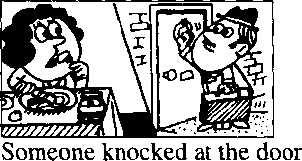 Someone knocked at the door